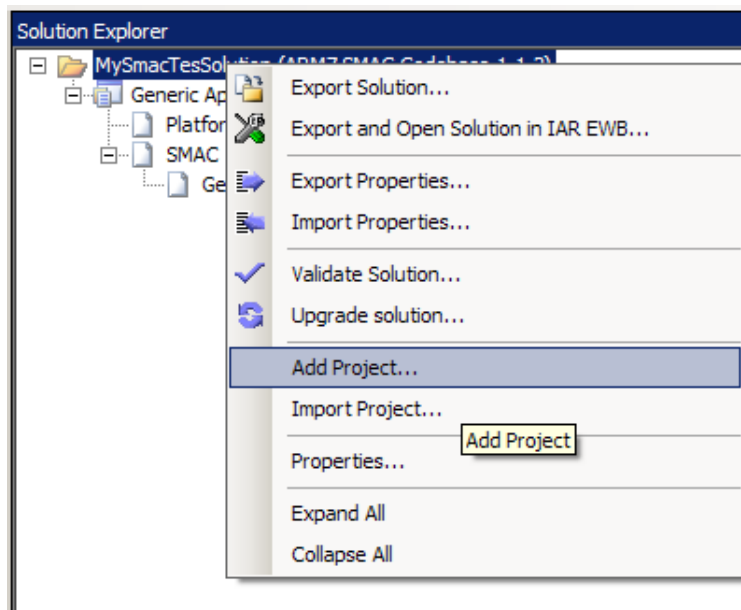 Solution Explorer
MySmacTesSolution (ARM7 SMAC Codebase 1.1.2)
Generic Ap
Platfor
SMAC
Ge
Export Solution...
Export and Open Solution in IAR EWB...
Export Properties...
Import Properties...
Validate Solution...
Upgrade solution...
Add Project...
Import Project...
Add Project
Properties...
Expand All
Collapse All